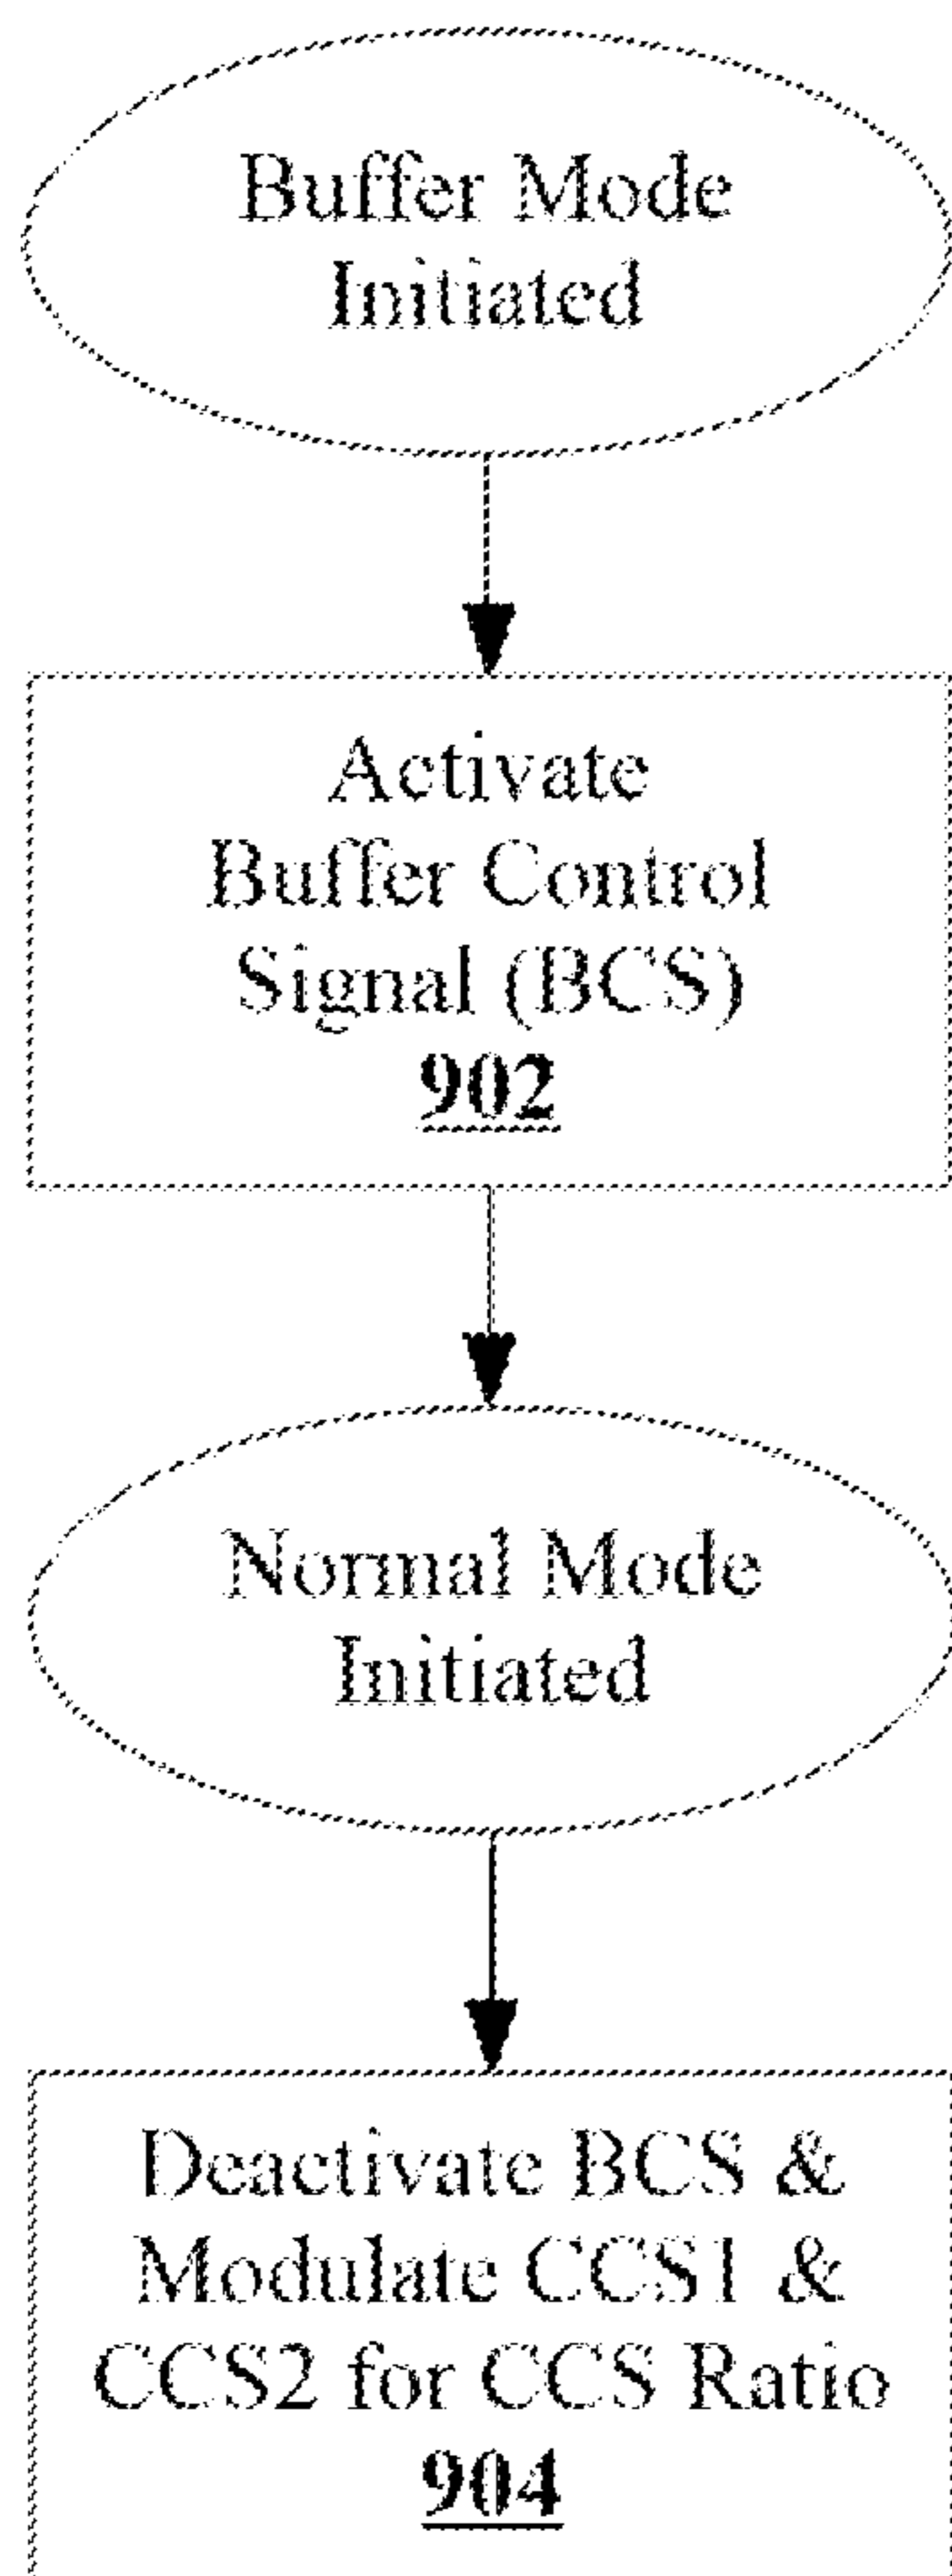 Buffer Mode
Initiated
Activate
Buffer Control
Signal (BCS)
902
Normal Mode
Initiated
Deactivate BCS &
Modulate CCS1 &
CCS2 for CCS Ratio
904